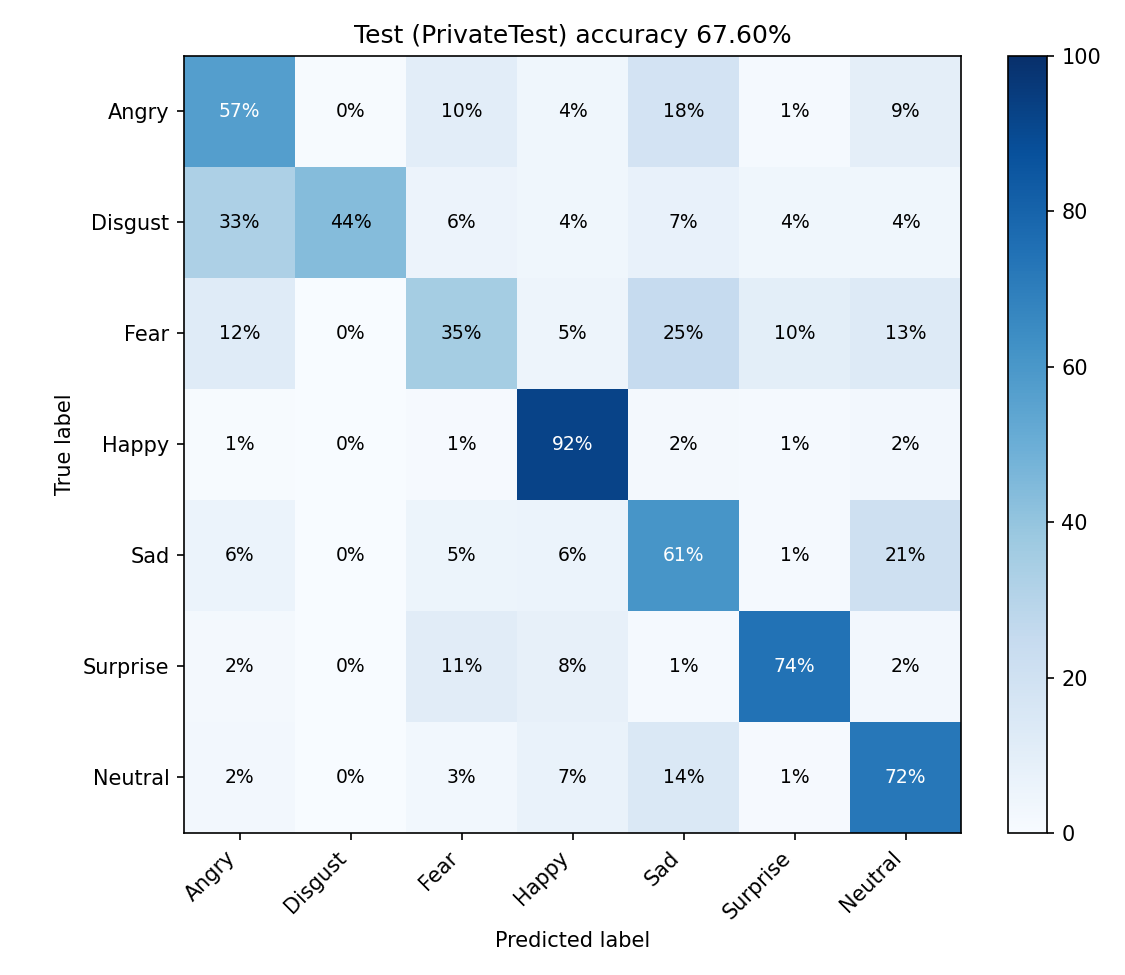 Test (PrivateTest) accuracy 67.60%
True label
Angry 57% 0% 10% 4% 18% 1% 9%
Disgust 33% 44% 6% 4% 7% 4% 4%
Fear 12% 0% 35% 5% 25% 10% 13%
Happy 1% 0% 1% 92% 2% 1% 2%
Sad 6% 0% 5% 6% 61% 1% 21%
Surprise 2% 0% 11% 8% 1% 74% 2%
Neutral 2% 0% 3% 7% 14% 1% 72%
Angry Disgust Fear Happy Sad Surprise Neutral
Predicted label
100
80
60
40
20
0